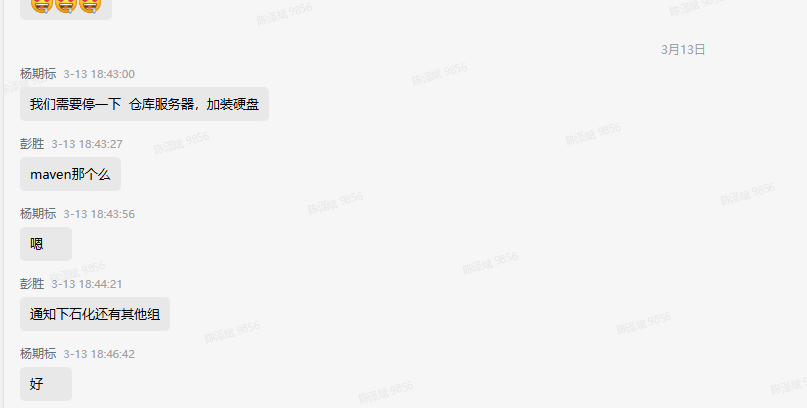 3月13日
杨期标 3-13 18:43:00
我们需要停一下 仓库服务器，加装硬盘
彭胜 3-13 18:43:27
maven那个么
杨期标 3-13 18:43:56
嗯
彭胜 3-13 18:44:21
通知下石化还有其他组
杨期标 3-13 18:46:42
好